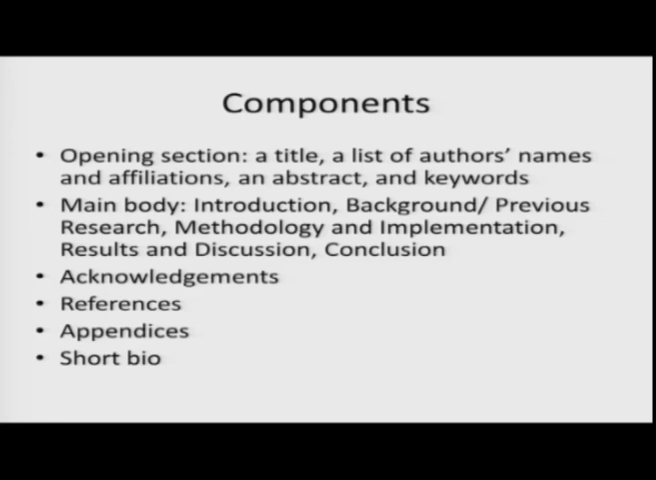 Components
• Opening section: a title, a list of authors' names
and affiliations, an abstract, and keywords
• Main body: Introduction, Background/ Previous
Research, Methodology and Implementation,
Results and Discussion, Conclusion
• Acknowledgements
• References
• Appendices
• Short bio